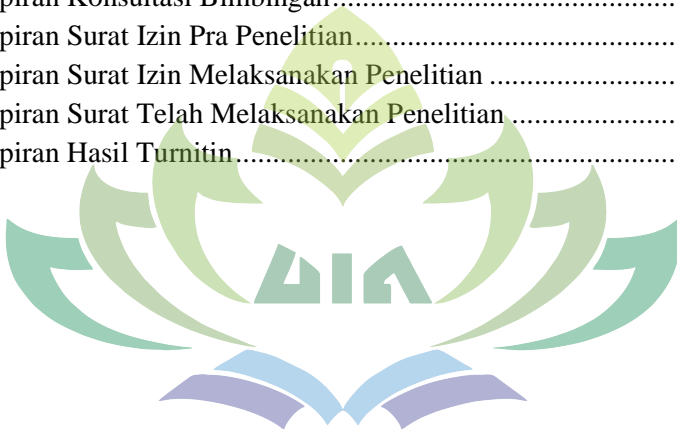 piran Konsultasi Bimbingan....................................................
piran Surat Izin Pra Penelitian.................................................
piran Surat Izin Melaksanakan Penelitian ...............................
piran Surat Telah Melaksanakan Penelitian............................
piran Hasil Turnitin..................................................................
UIN